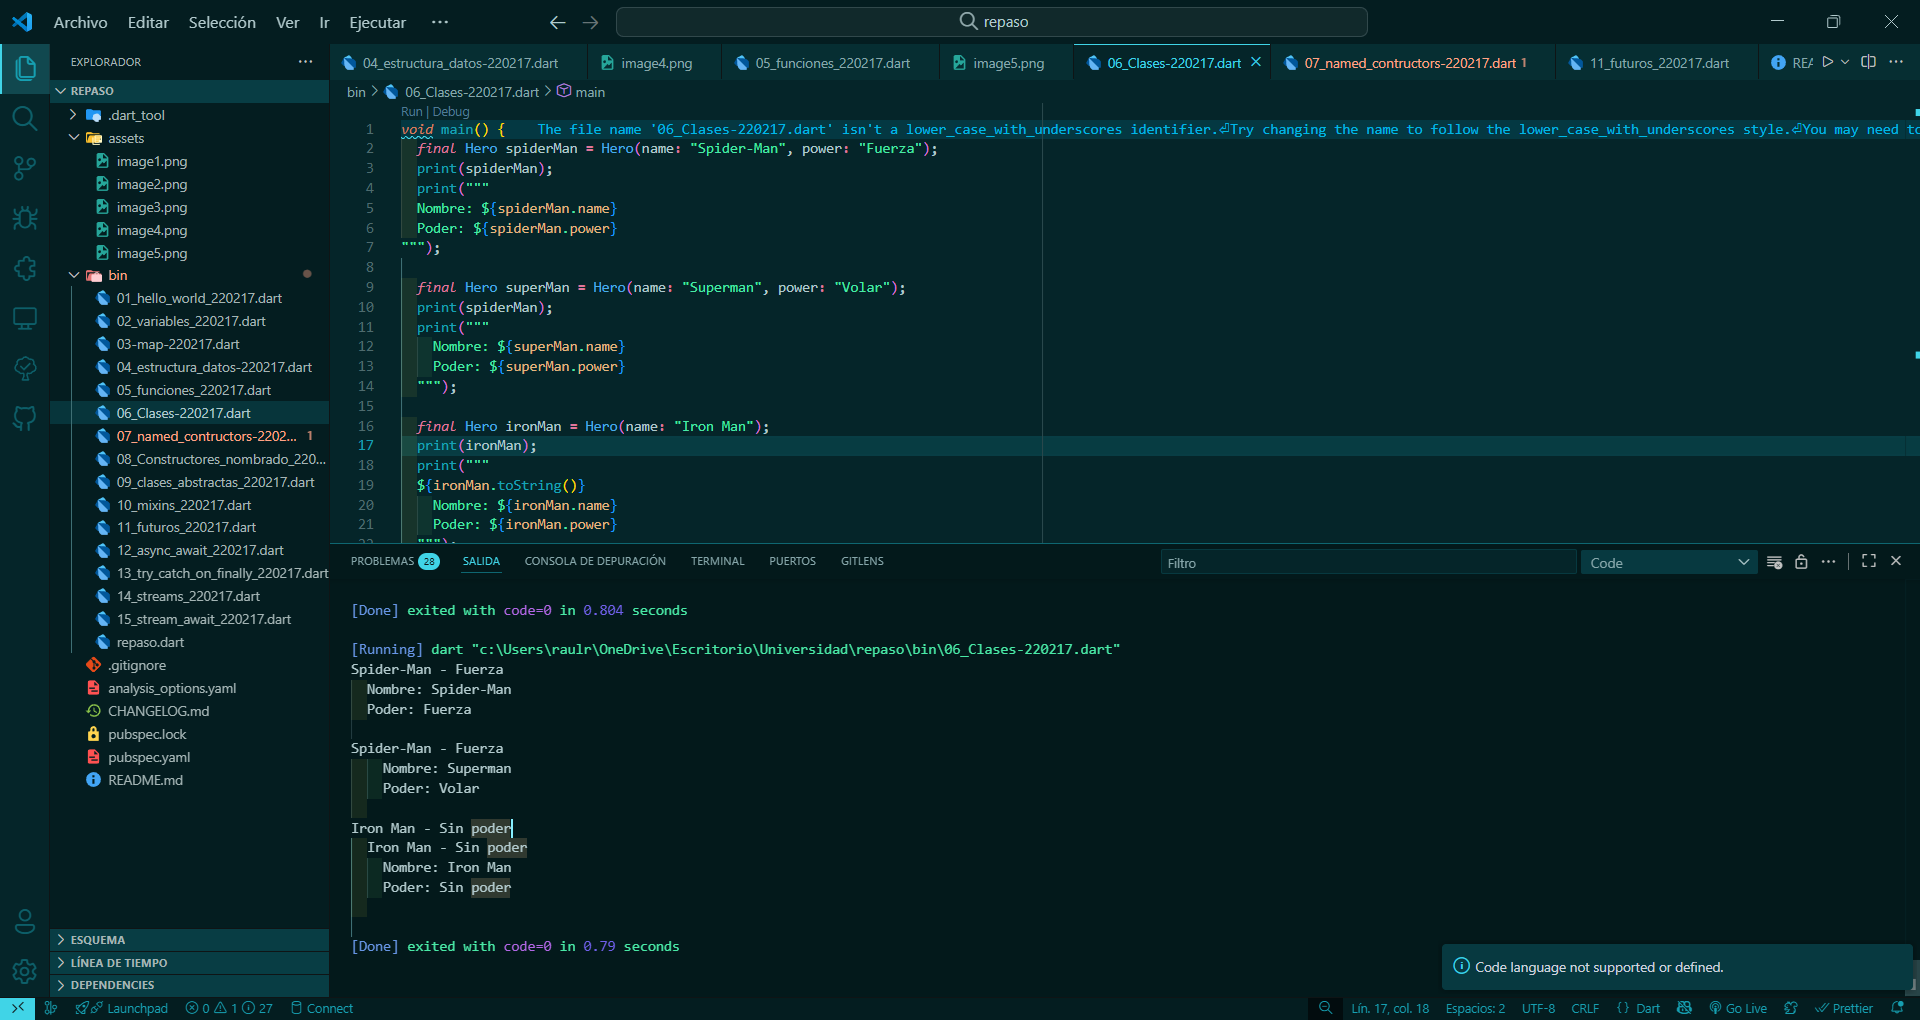 Archivo Editar Selección Ver Ir Ejecutar ···
repaso
EXPLORADOR
REPASO
.dart_tool
assets
image1.png
image2.png
image3.png
image4.png
image5.png
bin
01_hello_world_220217.dart
02_variables_220217.dart
03-map-220217.dart
04_estructura_datos-220217.dart
05_funciones_220217.dart
06_Clases-220217.dart
07_named_contructors-2202... 1
08_Constructores_nombrado_220...
09_clases_abstractas_220217.dart
10_mixins_220217.dart
11_futuros_220217.dart
12_async_await_220217.dart
13_try_catch_on_finally_220217.dart
14_streams_220217.dart
15_stream_await_220217.dart
repaso.dart
.gitignore
analysis_options.yaml
CHANGELOG.md
pubspec.lock
pubspec.yaml
README.md
ESQUEMA
LÍNEA DE TIEMPO
DEPENDENCIES
04_estructura_datos-220217.dart image4.png 05_funciones_220217.dart image5.png 06_Clases-220217.dart 07_named_contructors-220217.dart 1 11_futuros_220217.dart REA
bin > 06_Clases-220217.dart > main
Run | Debug
1 void main() { The file name '06_Clases-220217.dart' isn't a lower_case_with_underscores identifier.⏎Try changing the name to follow the lower_case_with_underscores style.⏎You may need to
2 final Hero spiderMan = Hero(name: "Spider-Man", power: "Fuerza");
3 print(spiderMan);
4 print("""
5 Nombre: ${spiderMan.name}
6 Poder: ${spiderMan.power}
7 """);
8
9 final Hero superMan = Hero(name: "Superman", power: "Volar");
10 print(spiderMan);
11 print("""
12 Nombre: ${superMan.name}
13 Poder: ${superMan.power}
14 """);
15
16 final Hero ironMan = Hero(name: "Iron Man");
17 print(ironMan);
18 print("""
19 ${ironMan.toString()}
20 Nombre: ${ironMan.name}
21 Poder: ${ironMan.power}
22 """);
PROBLEMAS 28 SALIDA CONSOLA DE DEPURACIÓN TERMINAL PUERTOS GITLENS Filtro Code
[Done] exited with code=0 in 0.804 seconds
[Running] dart "c:\Users\raulr\OneDrive\Escritorio\Universidad\repaso\bin\06_Clases-220217.dart"
Spider-Man - Fuerza
Nombre: Spider-Man
Poder: Fuerza
Spider-Man - Fuerza
Nombre: Superman
Poder: Volar
Iron Man - Sin poder
Iron Man - Sin poder
Nombre: Iron Man
Poder: Sin poder
[Done] exited with code=0 in 0.79 seconds
Code language not supported or defined.
Launchpad 0 1 27 Connect Lín. 17, col. 18 Espacios: 2 UTF-8 CRLF {} Dart Go Live Prettier